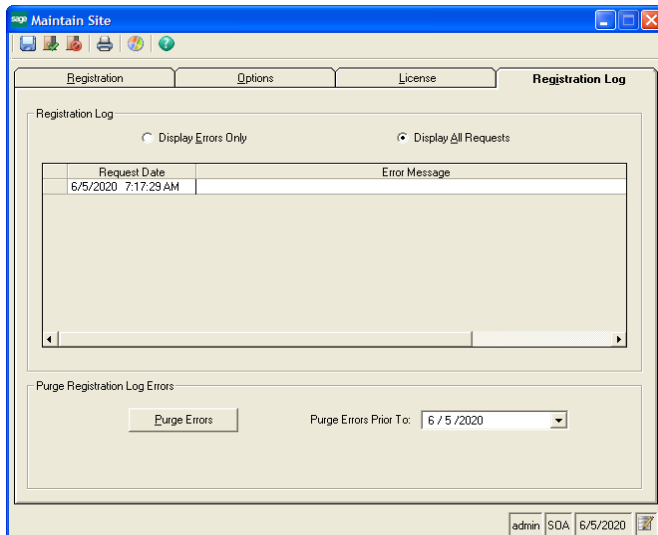 sage Maintain Site
Registration
Options
License
Registration Log
Registration Log
Display Errors Only
Display All Requests
Request Date
Error Message
6/5/2020 7:17:29 AM
Purge Registration Log Errors
Purge Errors
Purge Errors Prior To:
6 / 5 /2020
admin
SOA
6/5/2020